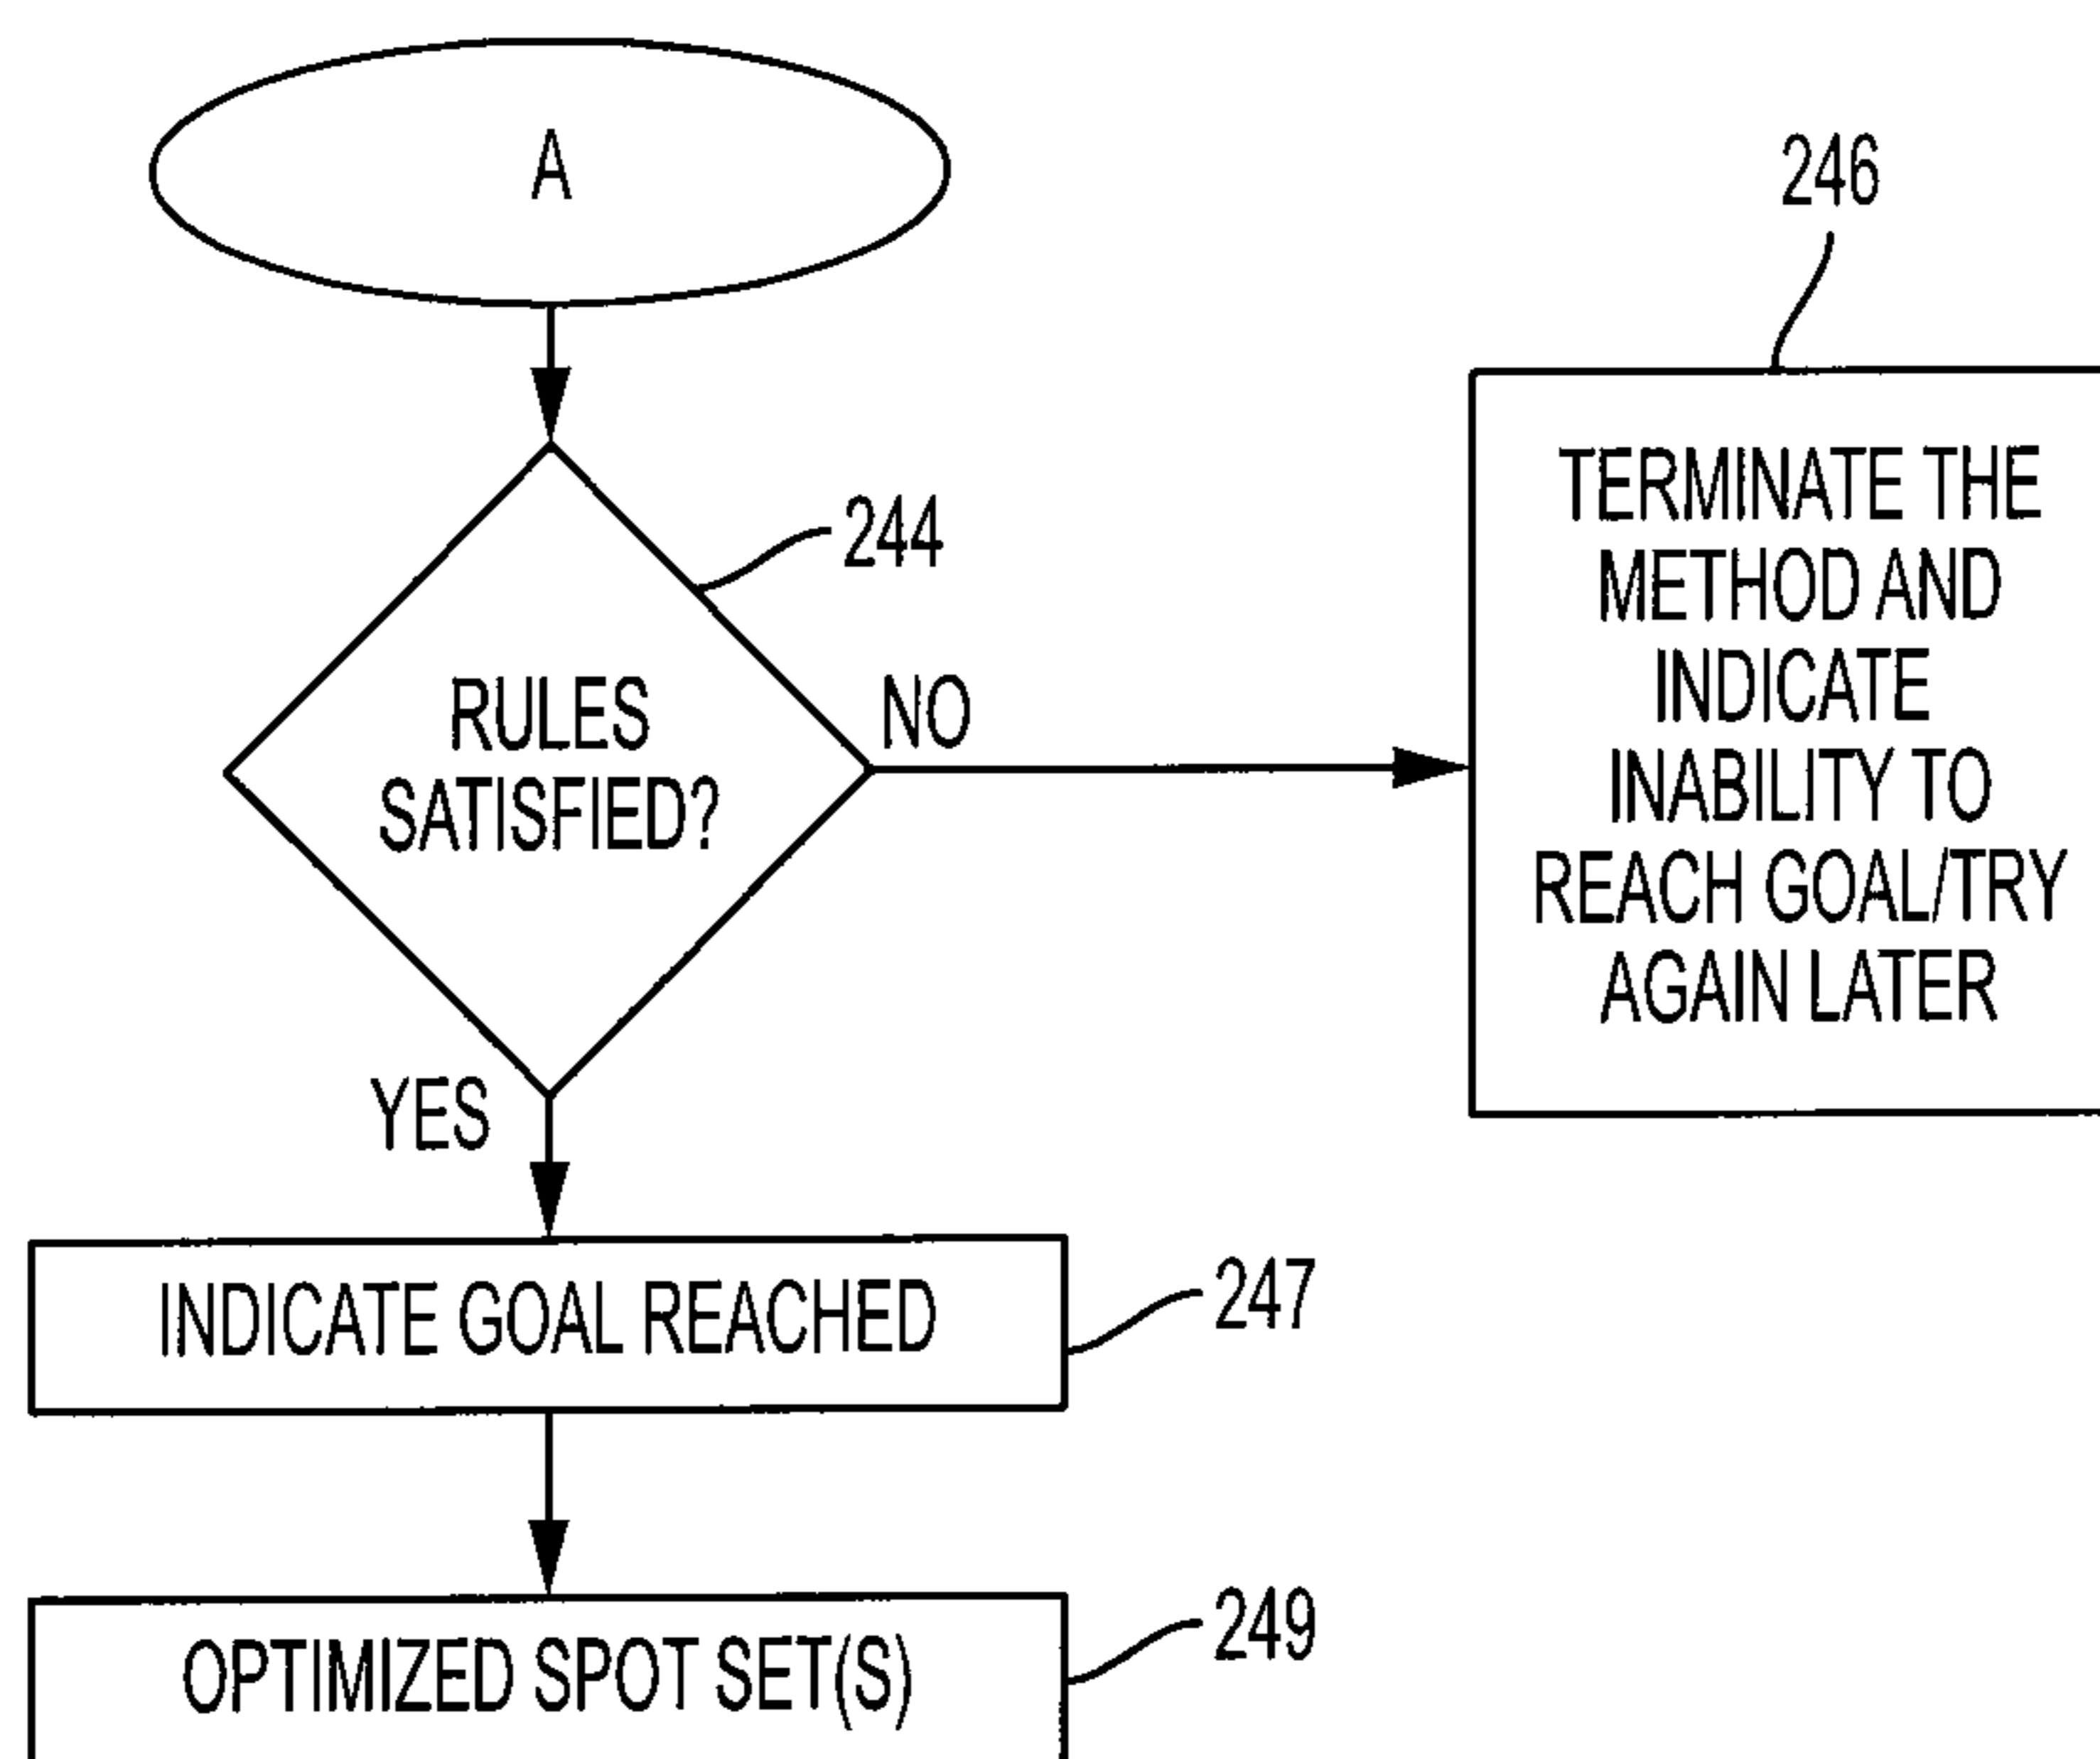 A
246
244
RULES
SATISFIED?
NO
TERMINATE THE
METHOD AND
INDICATE
INABILITY TO
REACH GOAL/TRY
AGAIN LATER
YES
INDICATE GOAL REACHED
247
OPTIMIZED SPOT SET(S)
249